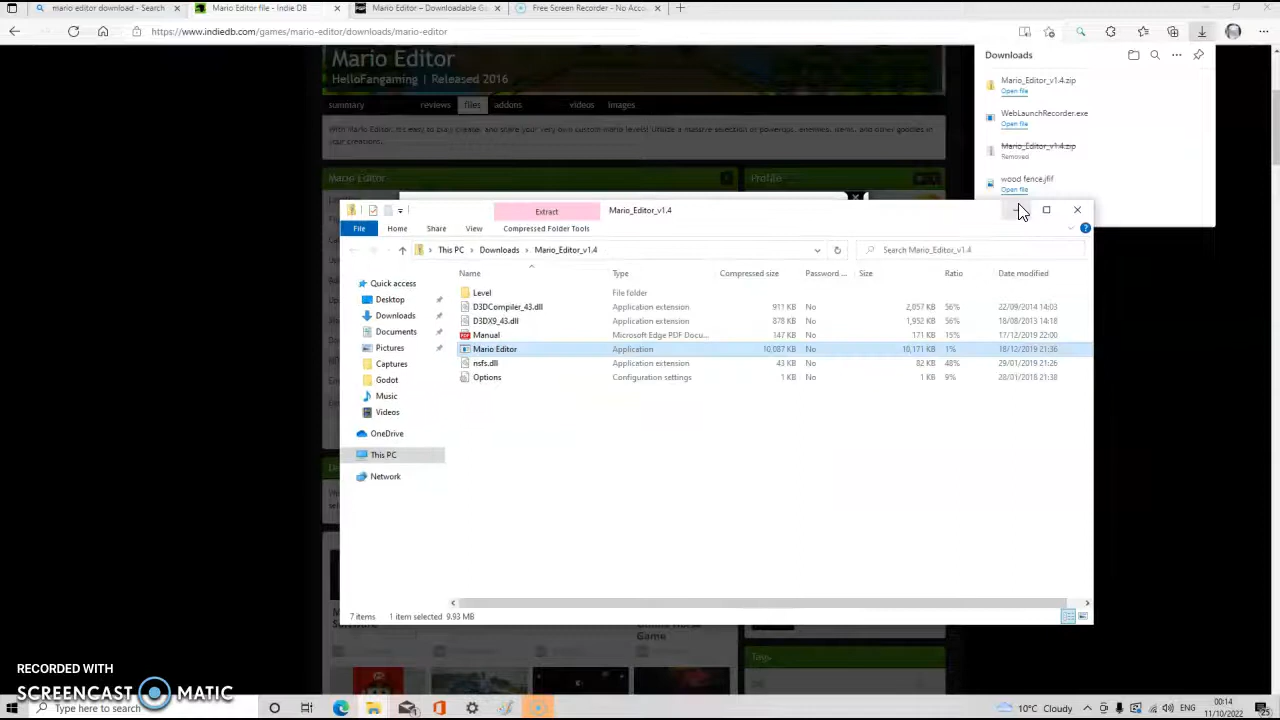 mario editor download - Search
Mario Editor file - Indie DB
Mario Editor – Downloadable Ga
Free Screen Recorder - No Acco
https://www.indiedb.com/games/mario-editor/downloads/mario-editor
Mario Editor
HelloFangaming | Released 2016
summary reviews files addons videos images
Mario Editor
Profile
Downloads
Mario_Editor_v1.4.zip
Open file
WebLaunchRecorder.exe
Open file
Mario_Editor_v1.4.zip
Removed
wood fence.jfif
Open file
Extract
Mario_Editor_v1.4
File Home Share View Compressed Folder Tools
This PC > Downloads > Mario_Editor_v1.4
Search Mario_Editor_v1.4
Name Type Compressed size Password ... Size Ratio Date modified
Level File folder
D3DCompiler_43.dll Application extension 911 KB No 2,057 KB 56% 22/09/2014 14:03
D3DX9_43.dll Application extension 878 KB No 1,952 KB 56% 18/08/2013 14:18
Manual Microsoft Edge PDF Docu... 147 KB No 171 KB 15% 17/12/2019 22:00
Mario Editor Application 10,087 KB No 10,171 KB 1% 18/12/2019 21:36
nsfs.dll Application extension 43 KB No 82 KB 48% 29/01/2019 21:26
Options Configuration settings 1 KB No 1 KB 9% 28/01/2018 21:38
Quick access
Desktop
Downloads
Documents
Pictures
Captures
Godot
Music
Videos
OneDrive
This PC
Network
7 items 1 item selected 9.93 MB
Game
Tags
RECORDED WITH
SCREENCAST MATIC
Type here to search
10°C Cloudy
ENG
00:14
11/10/2022